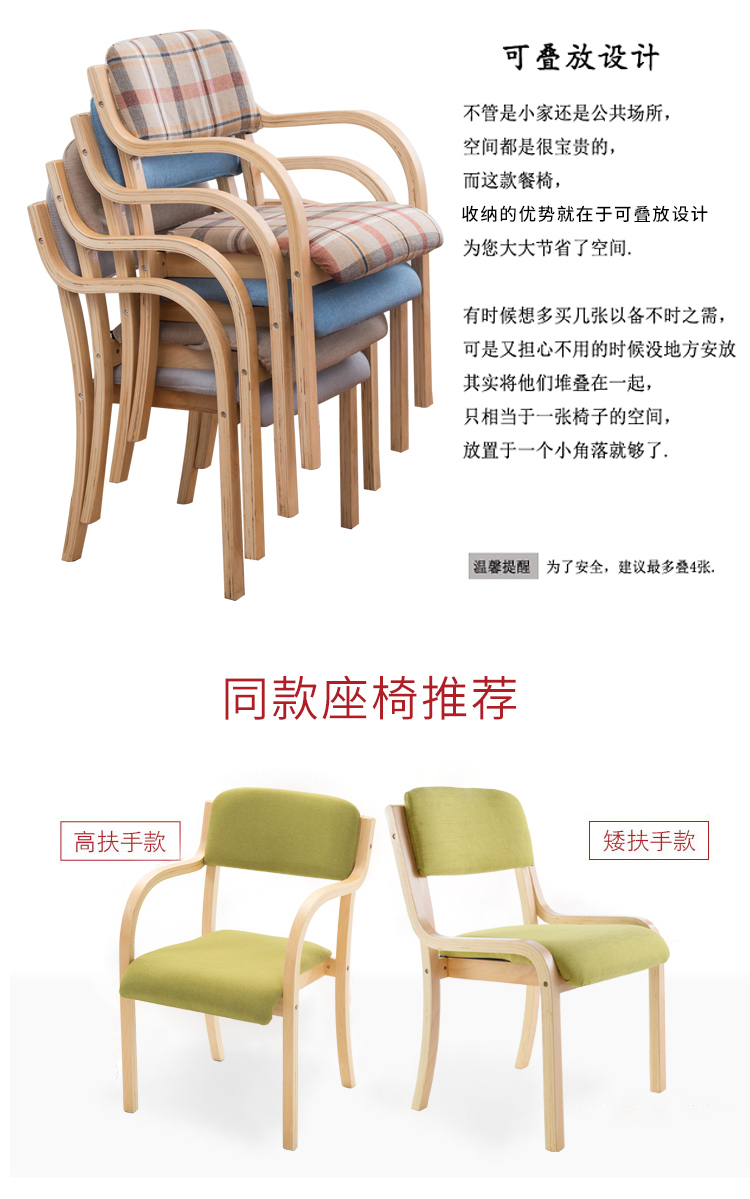 可叠放设计
不管是小家还是公共场所，
空间都是很宝贵的，
而这款餐椅，
收纳的优势就在于可叠放设计
为您大大节省了空间.
有时候想多买几张以备不时之需，
可是又担心不用的时候没地方安放
其实将他们堆叠在一起，
只相当于一张椅子的空间，
放置于一个小角落就够了.
温馨提醒 为了安全，建议最多叠4张.
同款座椅推荐
高扶手款
矮扶手款